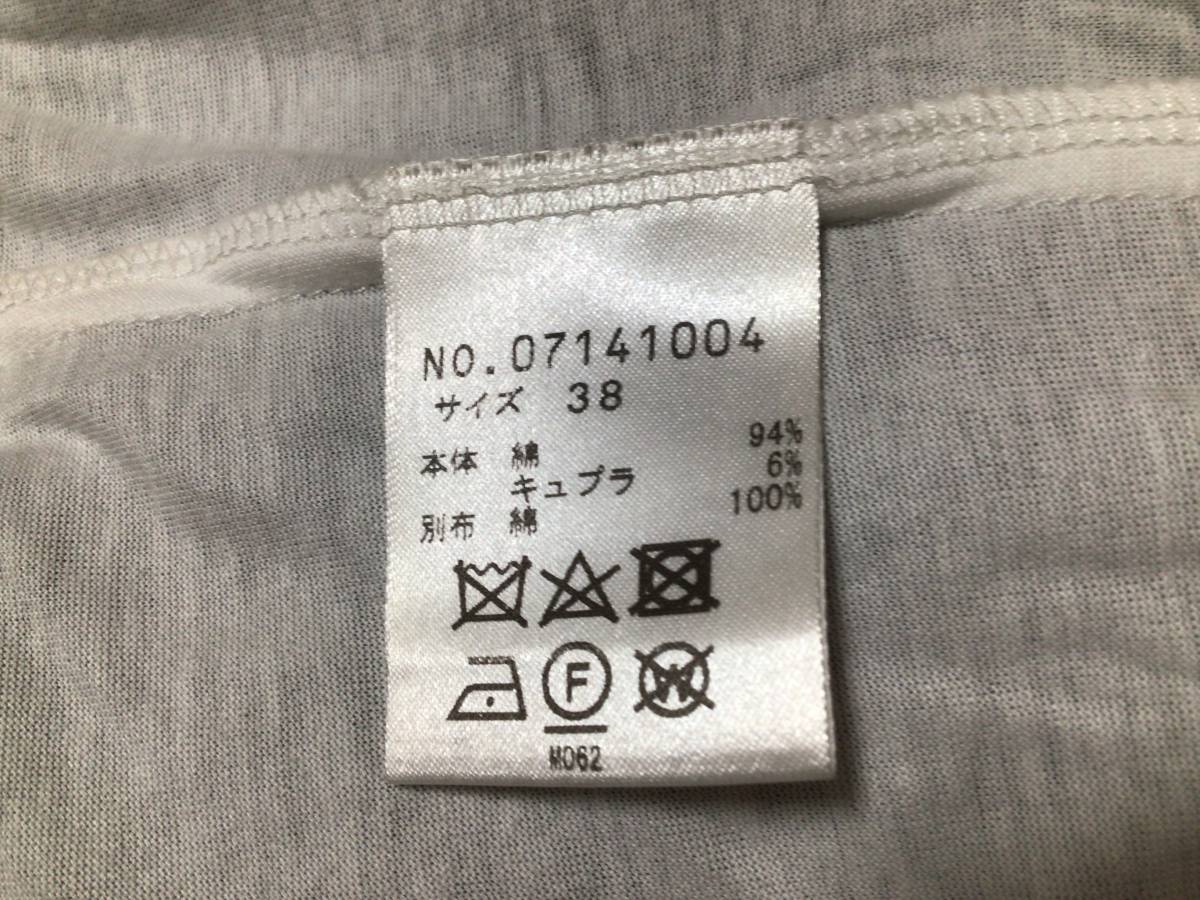 NO.07141004
サイズ 38
本体 綿 94%
キュプラ 6%
別布 綿 100%
F W
M062